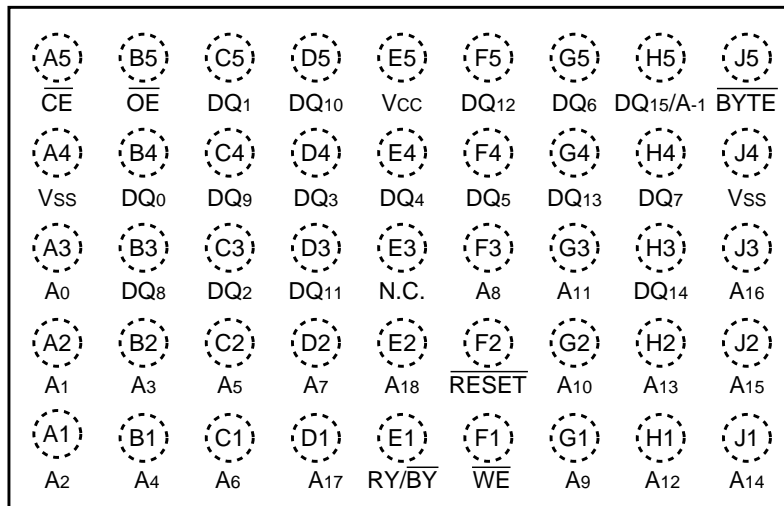 A5 B5 C5 D5 E5 F5 G5 H5 J5
CE OE DQ1 DQ10 VCC DQ12 DQ6 DQ15/A-1 BYTE
A4 B4 C4 D4 E4 F4 G4 H4 J4
VSS DQ0 DQ9 DQ3 DQ4 DQ5 DQ13 DQ7 VSS
A3 B3 C3 D3 E3 F3 G3 H3 J3
A0 DQ8 DQ2 DQ11 N.C. A8 A11 DQ14 A16
A2 B2 C2 D2 E2 F2 G2 H2 J2
A1 A3 A5 A7 A18 RESET A10 A13 A15
A1 B1 C1 D1 E1 F1 G1 H1 J1
A2 A4 A6 A17 RY/BY WE A9 A12 A14